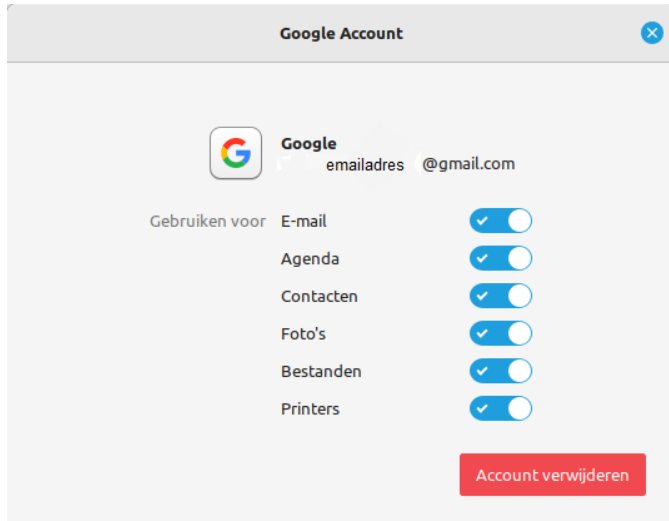 Google Account
Google
emailadres @gmail.com
Gebruiken voor E-mail
Agenda
Contacten
Foto's
Bestanden
Printers
Account verwijderen